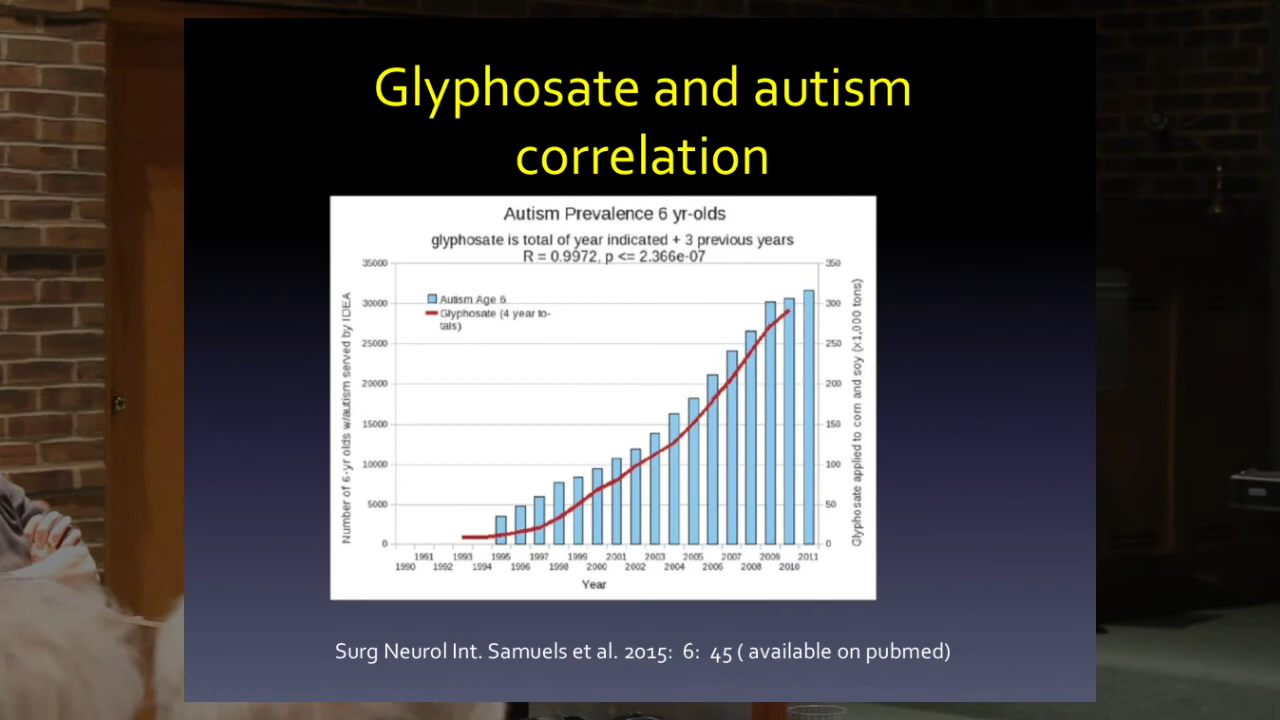 Glyphosate and autism
correlation
Autism Prevalence 6 yr-olds
glyphosate is total of year indicated + 3 previous years
R = 0.9972, p <= 2.366e-07
35000
30000
25000
20000
15000
10000
5000
0
Number of 6-yr olds w/autism served by IDEA
Autism Age 6
Glyphosate (4 year to-
tals)
350
300
250
200
150
100
50
0
Glyphosate applied to corn and soy (x1,000 tons)
1991 1993 1995 1997 1999 2001 2003 2005 2007 2009 2011
1990 1992 1994 1996 1998 2000 2002 2004 2006 2008 2010
Year
Surg Neurol Int. Samuels et al. 2015: 6: 45 ( available on pubmed)